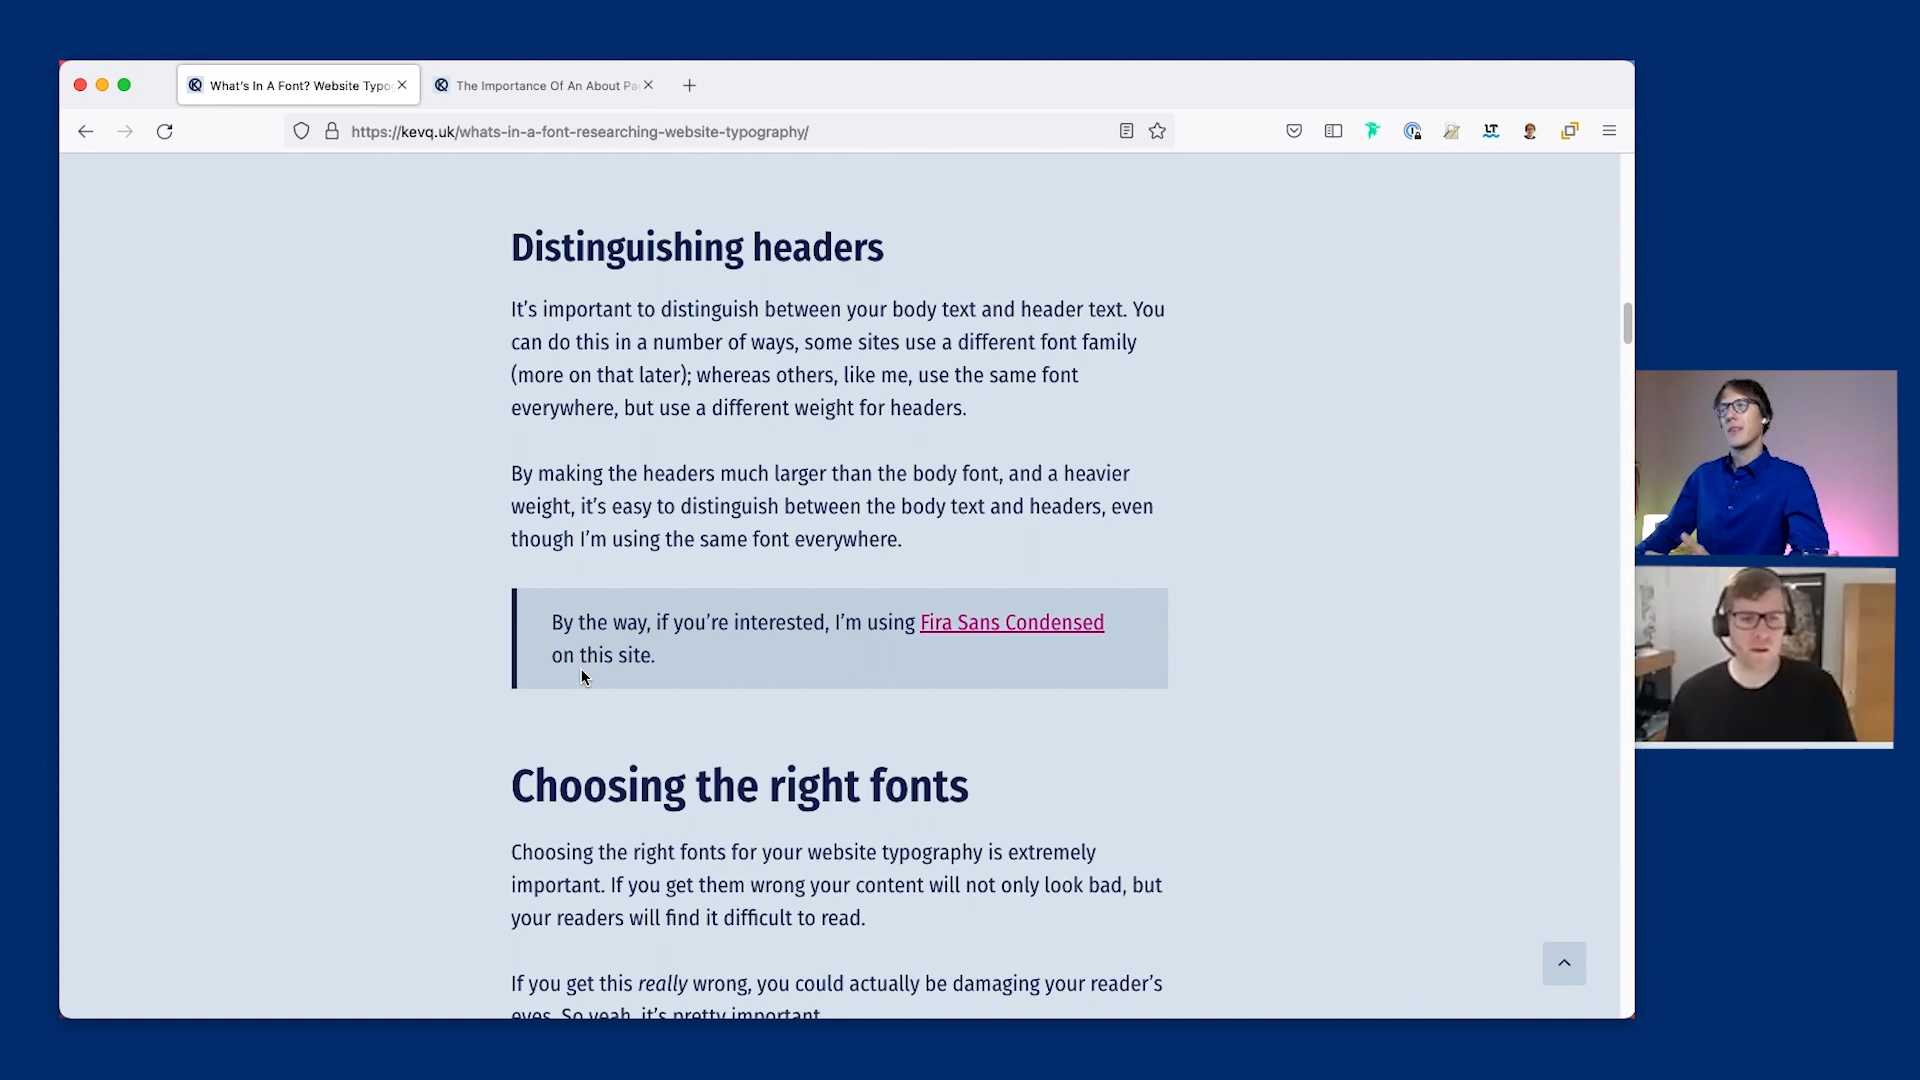 What's In A Font? Website Typo
The Importance Of An About Pa
https://kevq.uk/whats-in-a-font-researching-website-typography/
LT
Distinguishing headers
It's important to distinguish between your body text and header text. You
can do this in a number of ways, some sites use a different font family
(more on that later); whereas others, like me, use the same font
everywhere, but use a different weight for headers.
By making the headers much larger than the body font, and a heavier
weight, it's easy to distinguish between the body text and headers, even
though I'm using the same font everywhere.
By the way, if you're interested, I'm using Fira Sans Condensed
on this site.
Choosing the right fonts
Choosing the right fonts for your website typography is extremely
important. If you get them wrong your content will not only look bad, but
your readers will find it difficult to read.
If you get this really wrong, you could actually be damaging your reader's
eyes. So yeah, it's pretty important.